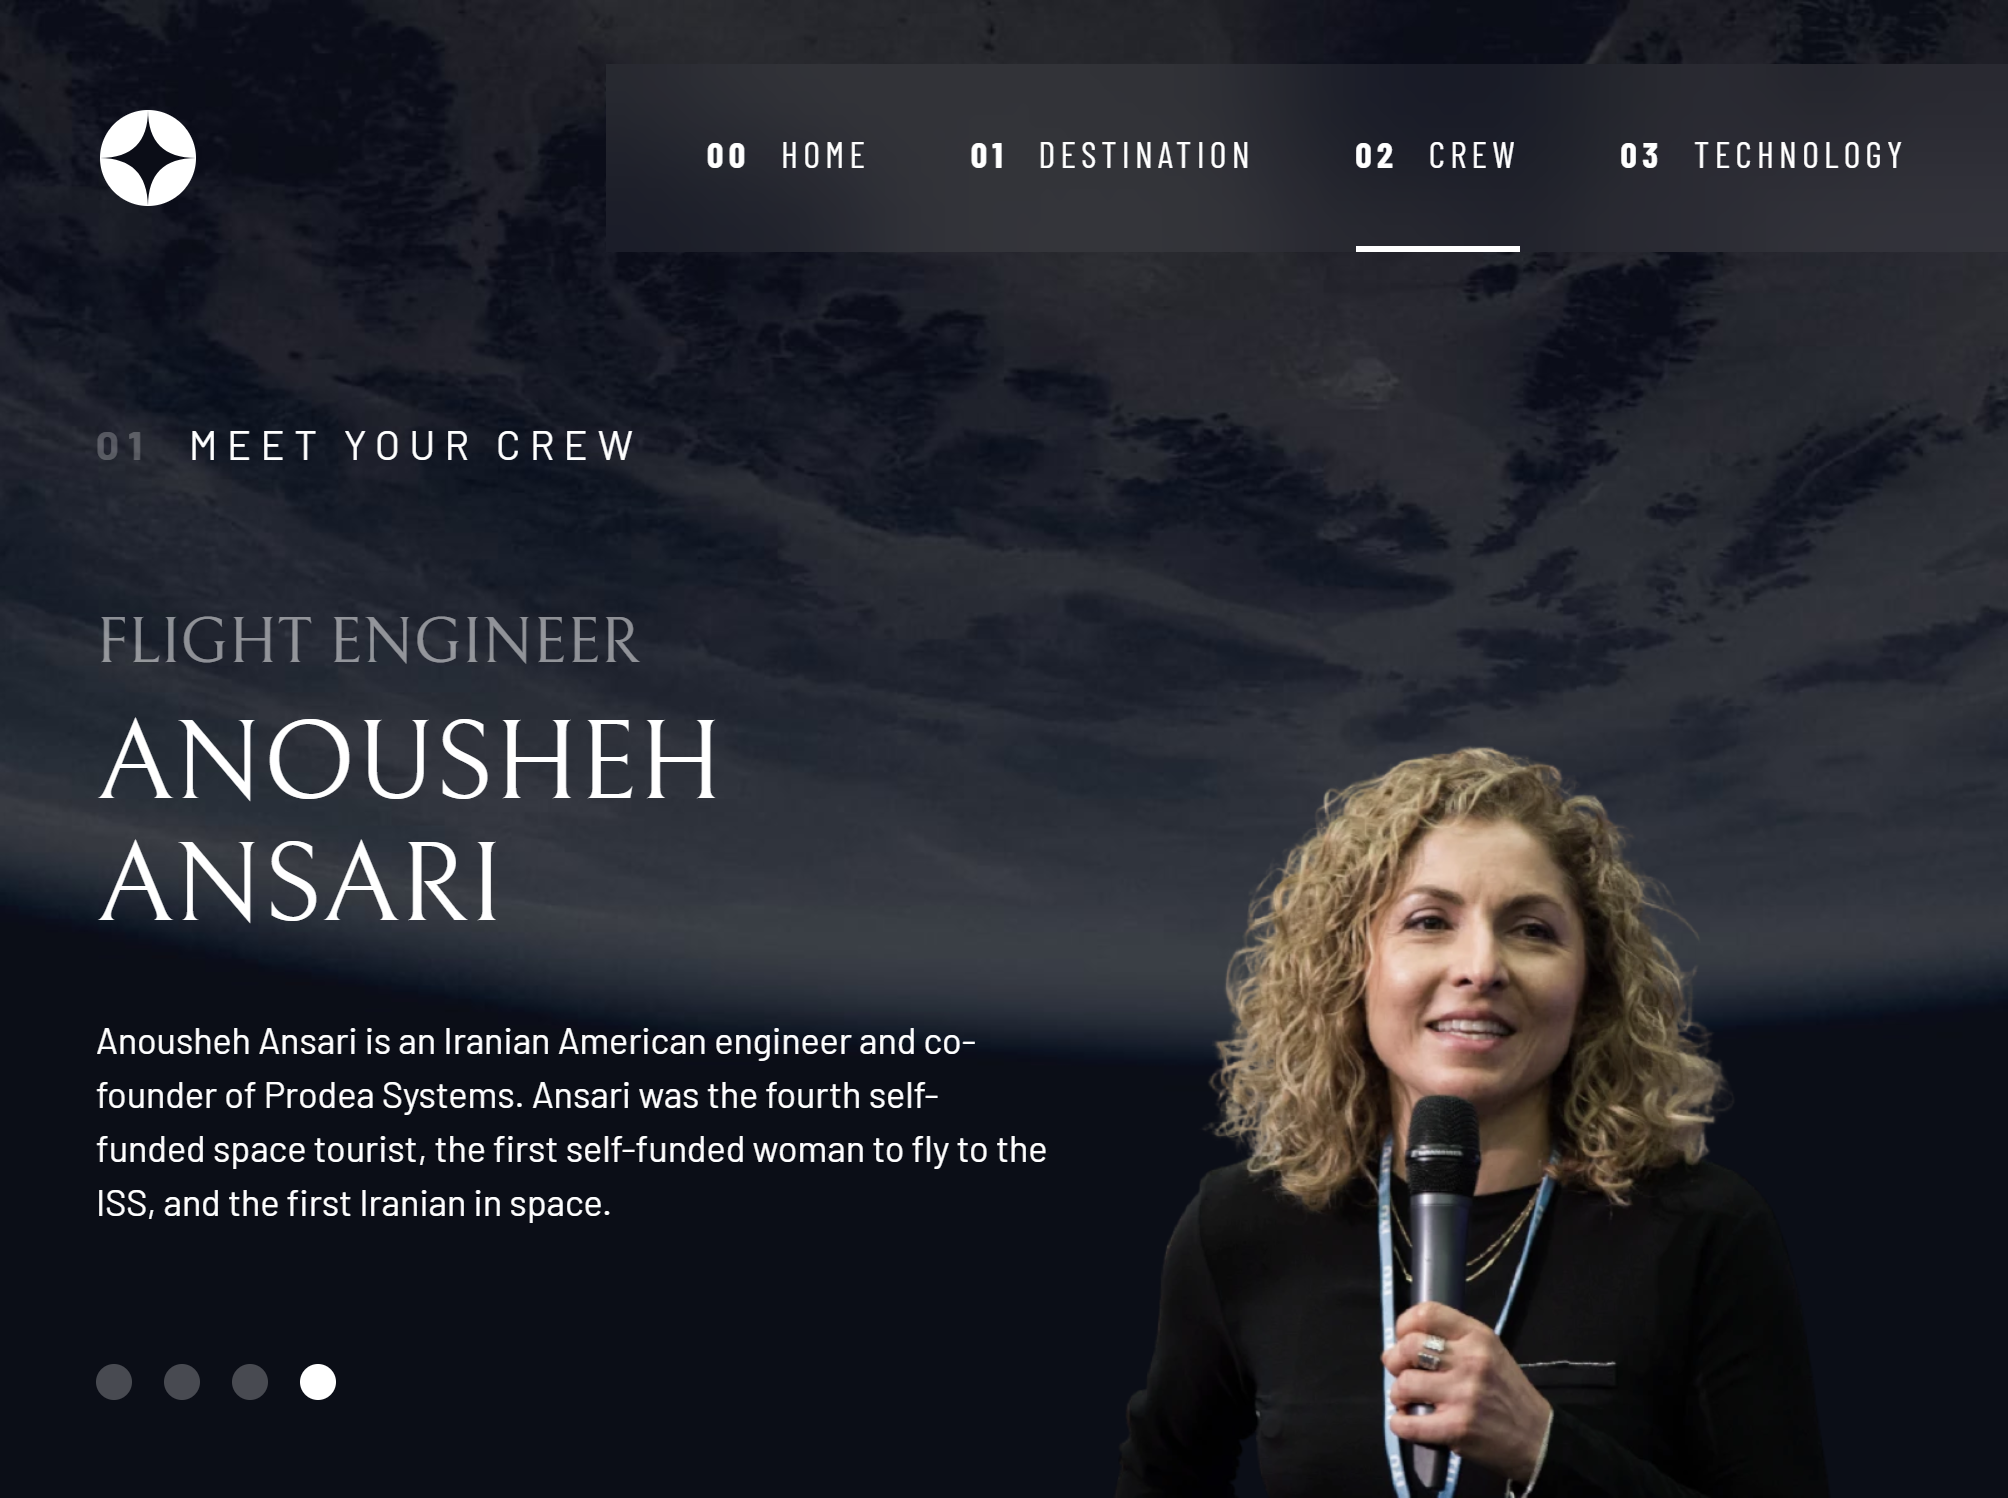 00 HOME 01 DESTINATION 02 CREW 03 TECHNOLOGY
01 MEET YOUR CREW
FLIGHT ENGINEER
ANOUSHEH
ANSARI
Anousheh Ansari is an Iranian American engineer and co-
founder of Prodea Systems. Ansari was the fourth self-
funded space tourist, the first self-funded woman to fly to the
ISS, and the first Iranian in space.